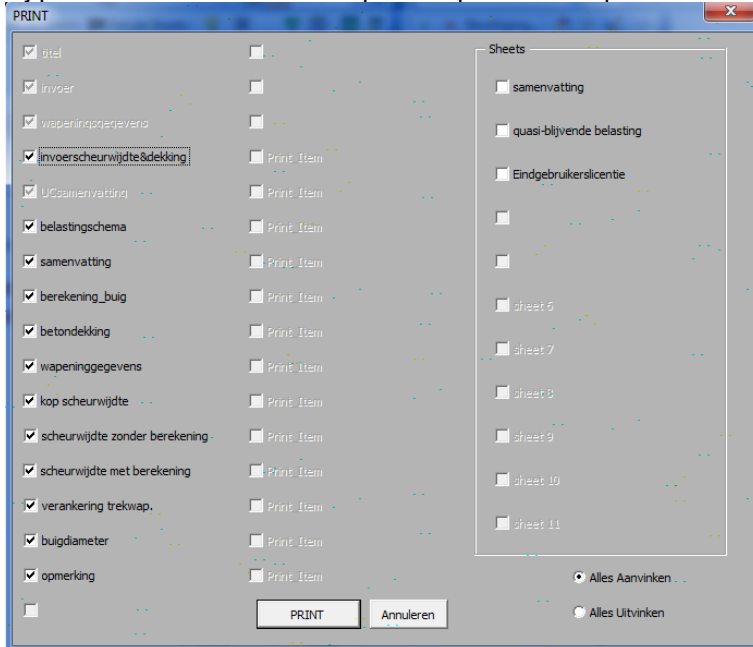 PRINT
titel
invoer
wapeningsgegevens
invoerscheurwijdte&dekking
UCsamenvatting
belastingschema
samenvatting
berekening_buig
betondekking
wapeninggegevens
kop scheurwijdte
scheurwijdte zonder berekening
scheurwijdte met berekening
verankering trekwap.
buigdiameter
opmerking
Print Item
Print Item
Print Item
Print Item
Print Item
Print Item
Print Item
Print Item
Print Item
Print Item
Print Item
Print Item
Print Item
Sheets
samenvatting
quasi-blijvende belasting
Eindgebruikerslicentie
sheet 6
sheet 7
sheet 8
sheet 9
sheet 10
sheet 11
Alles Aanvinken
Alles Uitvinken
PRINT
Annuleren